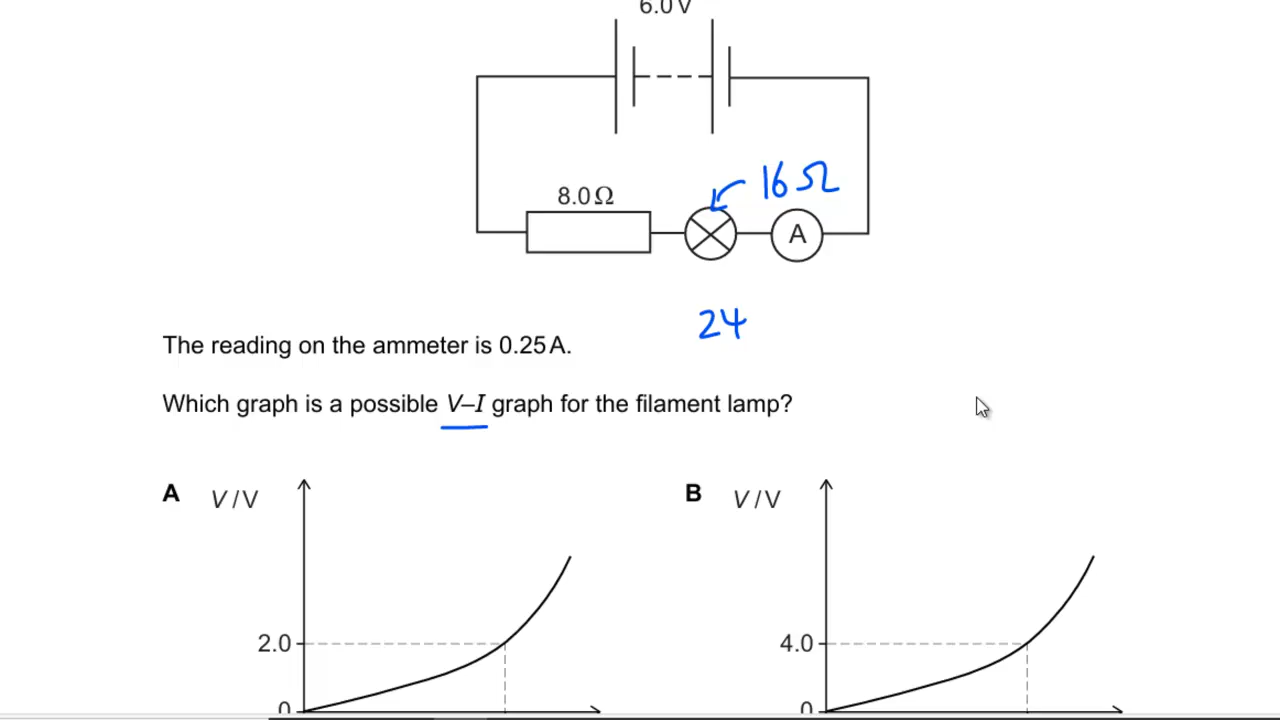 6.0 V
16 Ω
8.0 Ω
A
24
The reading on the ammeter is 0.25 A.
Which graph is a possible V–I graph for the filament lamp?
A V / V
B V / V
2.0
4.0
0
0